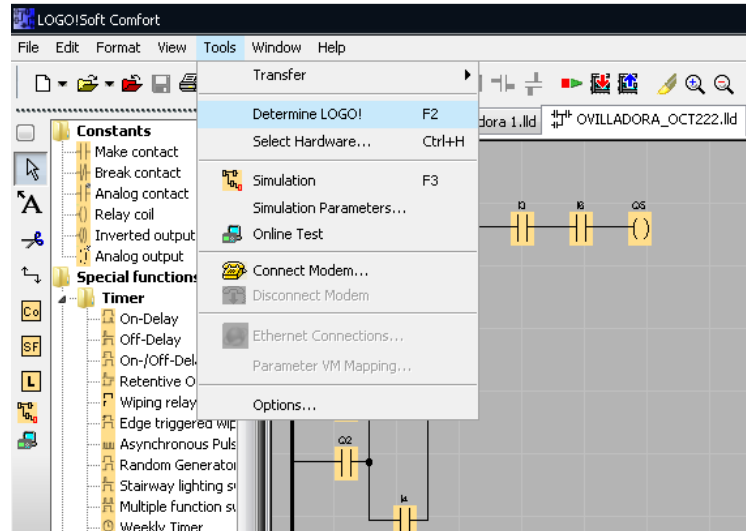 LOGO!Soft Comfort
File Edit Format View Tools Window Help
dora 1.lld OVILLADORA_OCT222.lld
Transfer
Determine LOGO! F2
Select Hardware... Ctrl+H
Simulation F3
Simulation Parameters...
Online Test
Connect Modem...
Disconnect Modem
Ethernet Connections...
Parameter VM Mapping...
Options...
Co
SF
L
Constants
Make contact
Break contact
Analog contact
Relay coil
Inverted output
Analog output
Special functions
Timer
On-Delay
Off-Delay
On-/Off-Del
Retentive O
Wiping relay
Edge triggered wip
Asynchronous Puls
Random Generator
Stairway lighting s
Multiple function s
Weekly Timer
I3 I6 Q5
Q2
I4